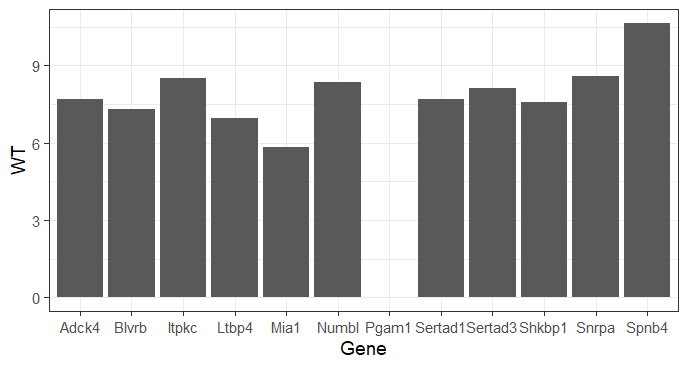 9
6
3
0
WT
Adck4 Blvrb Itpkc Ltbp4 Mia1 Numbl Pgam1 Sertad1 Sertad3 Shkbp1 Snrpa Spnb4
Gene